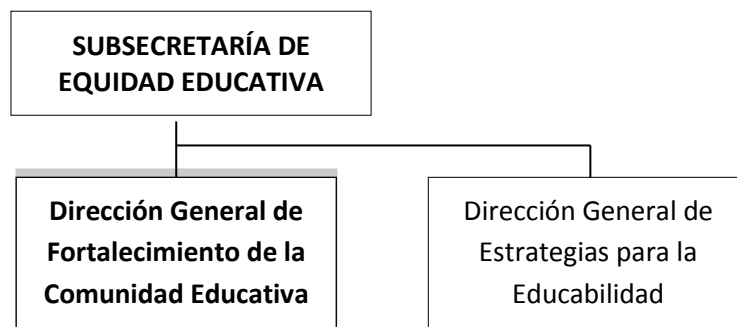 SUBSECRETARÍA DE
EQUIDAD EDUCATIVA
Dirección General de
Fortalecimiento de la
Comunidad Educativa
Dirección General de
Estrategias para la
Educabilidad